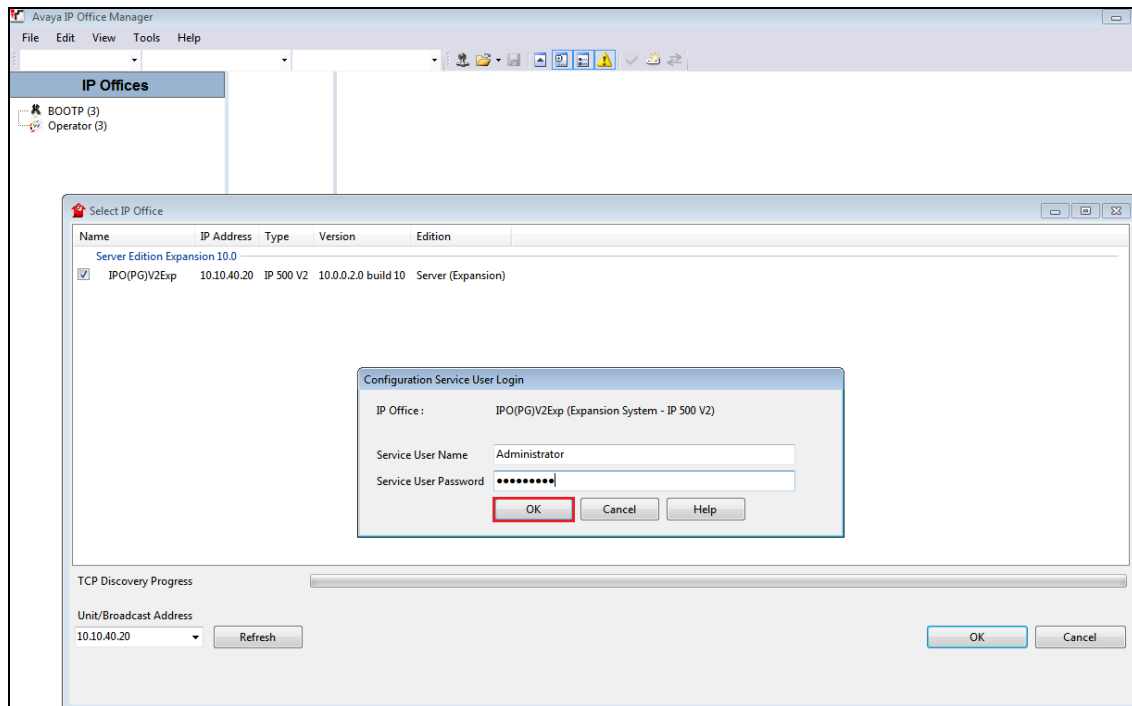 Avaya IP Office Manager
File Edit View Tools Help
IP Offices
BOOTP (3)
Operator (3)
Select IP Office
Name IP Address Type Version Edition
Server Edition Expansion 10.0
IPO(PG)V2Exp 10.10.40.20 IP 500 V2 10.0.0.2.0 build 10 Server (Expansion)
Configuration Service User Login
IP Office : IPO(PG)V2Exp (Expansion System - IP 500 V2)
Service User Name Administrator
Service User Password •••••••••
OK Cancel Help
TCP Discovery Progress
Unit/Broadcast Address
10.10.40.20 Refresh OK Cancel